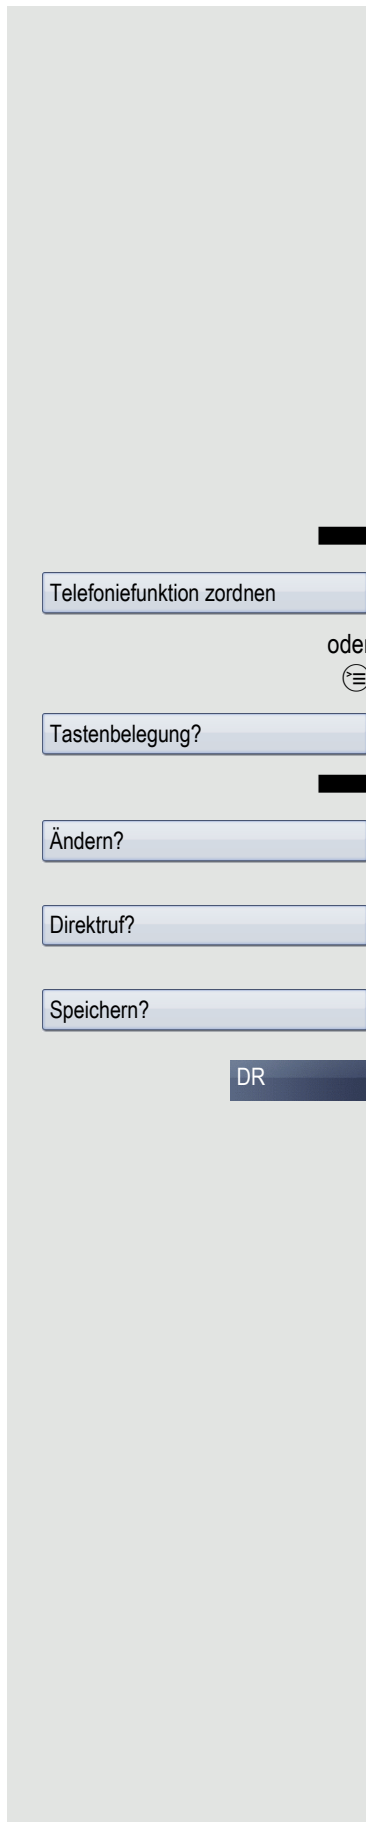 Telefoniefunktion zordnen
oder
Tastenbelegung?
Ändern?
Direktruf?
Speichern?
DR